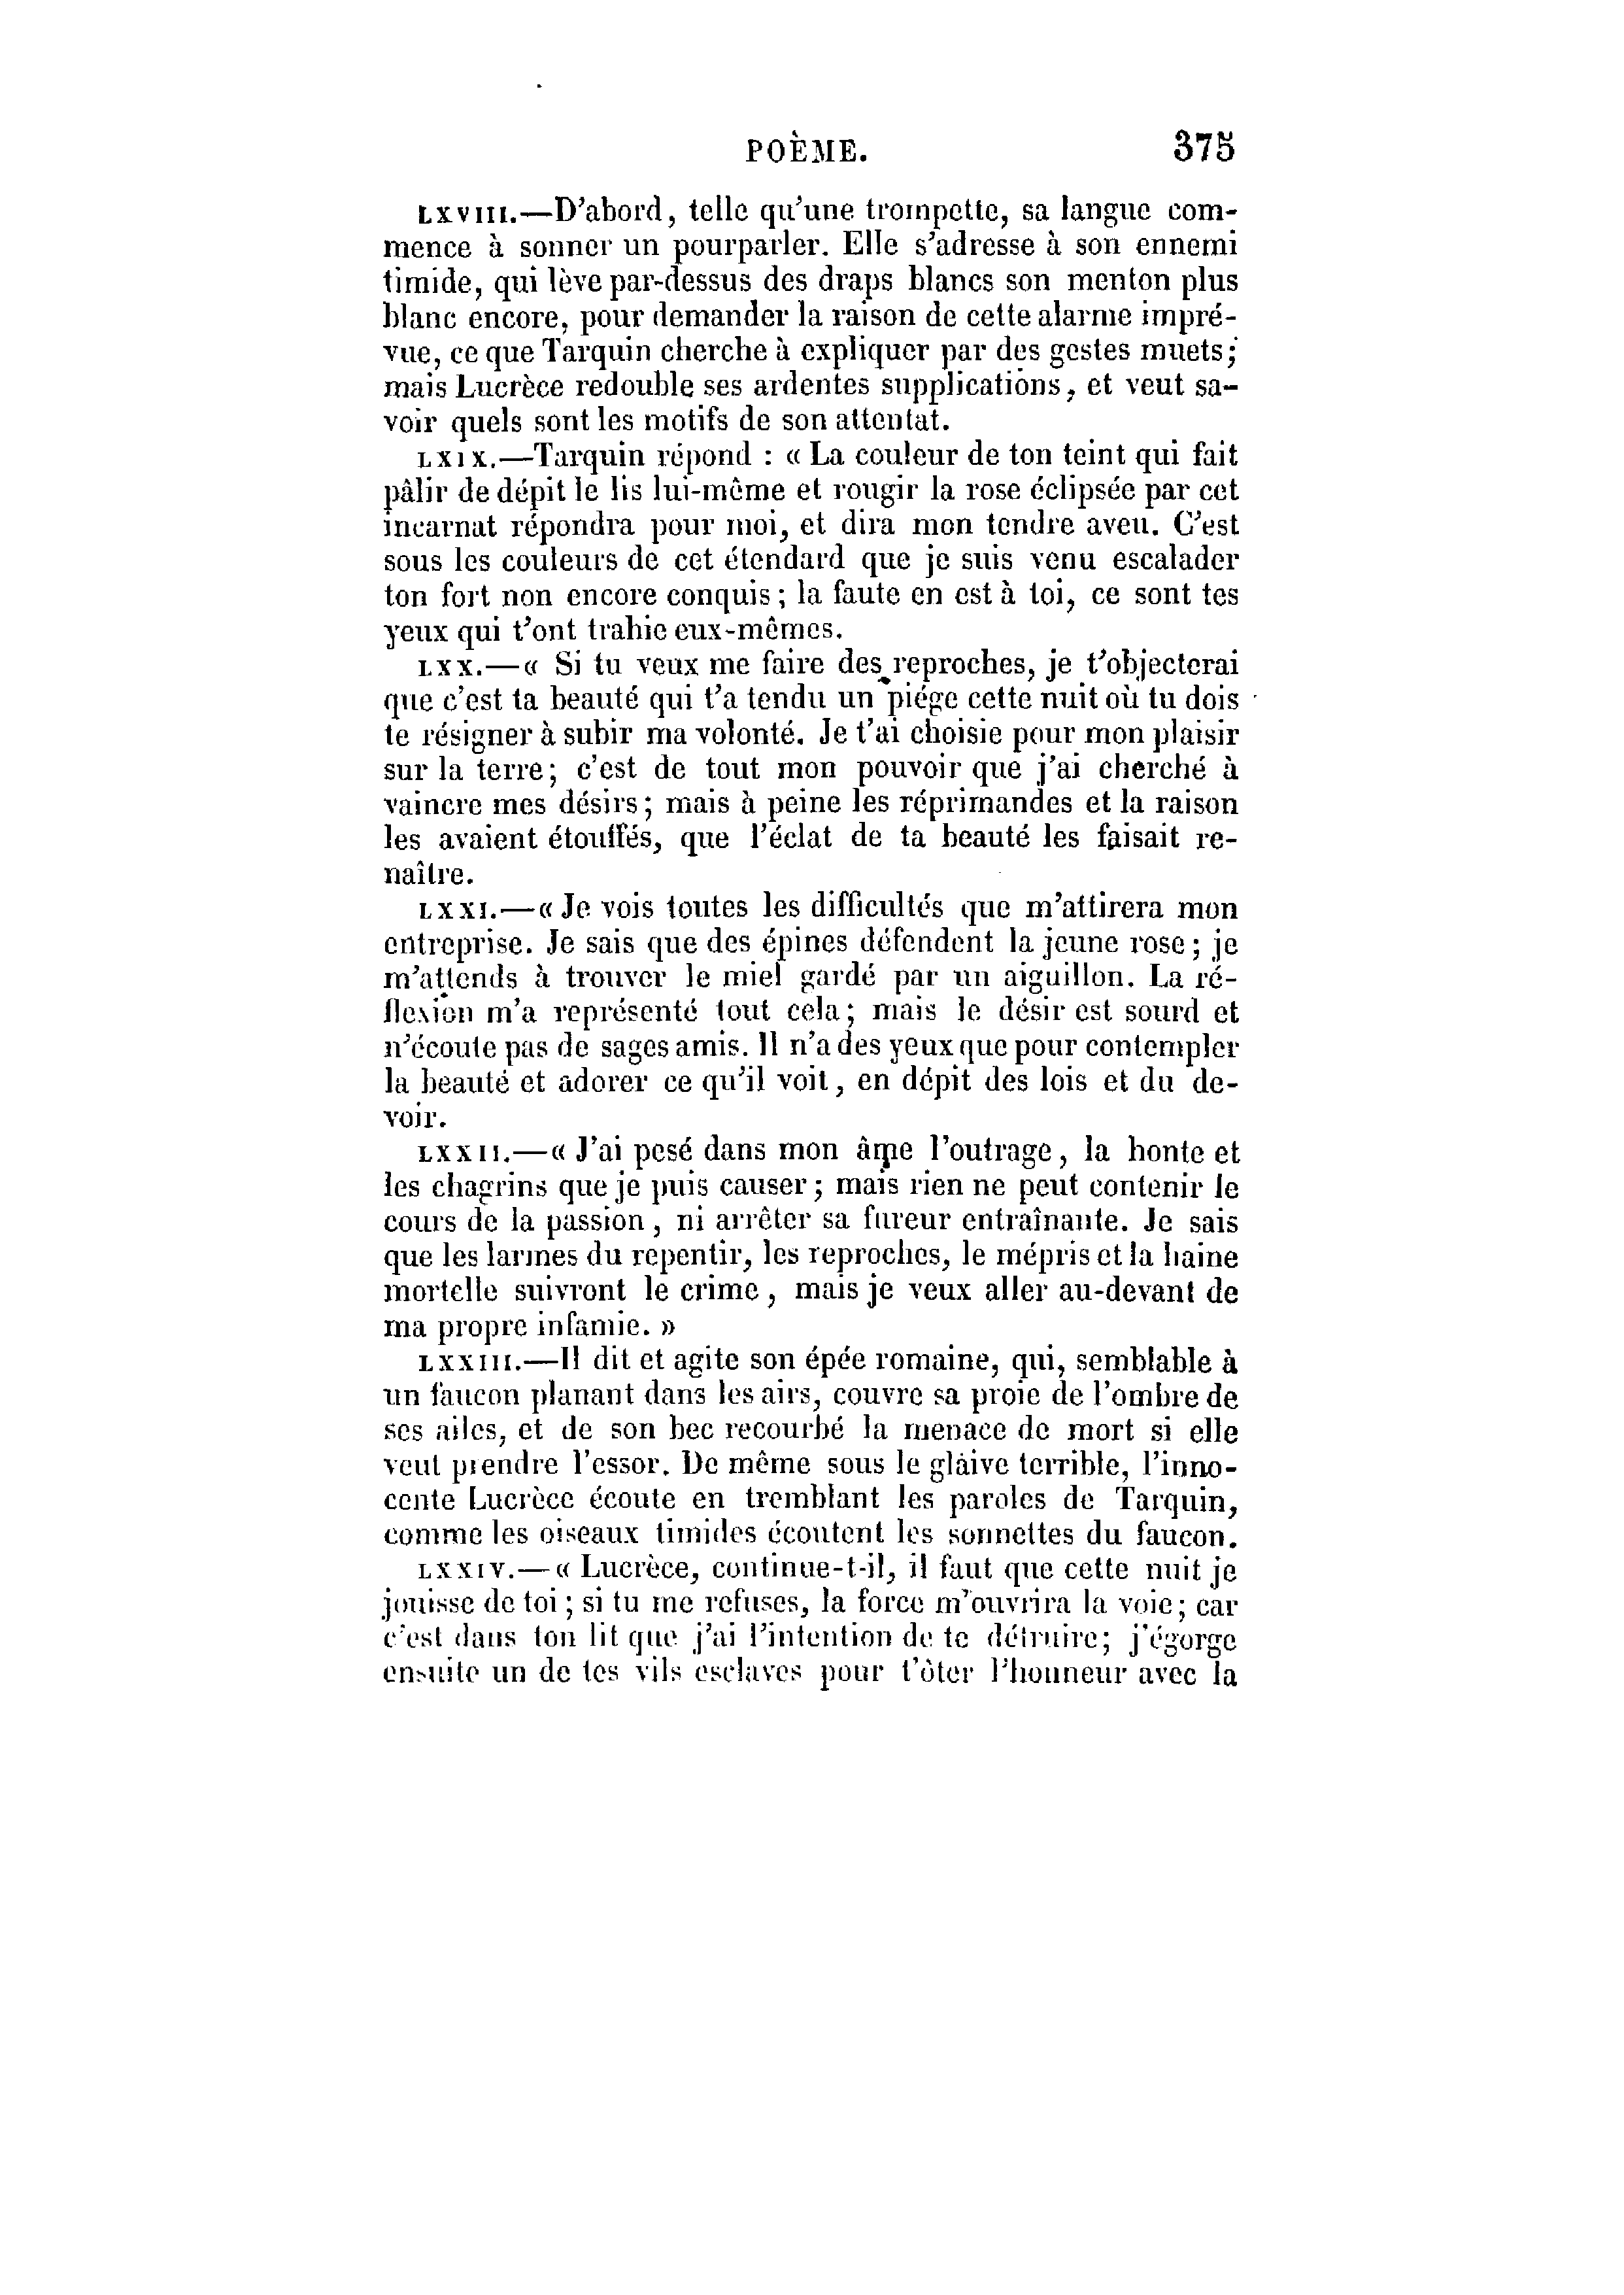 POÈME. 375
LXVIII.—D'abord, telle qu'une trompette, sa langue com-
mence à sonner un pourparler. Elle s'adresse à son ennemi
timide, qui lève par-dessus des draps blancs son menton plus
blanc encore, pour demander la raison de cette alarme impré-
vue, ce que Tarquin cherche à expliquer par des gestes muets;
mais Lucrèce redouble ses ardentes supplications, et veut sa-
voir quels sont les motifs de son attentat.
LXIX.—Tarquin répond : « La couleur de ton teint qui fait
pâlir de dépit le lis lui-même et rougir la rose éclipsée par cet
incarnat répondra pour moi, et dira mon tendre aveu. C'est
sous les couleurs de cet étendard que je suis venu escalader
ton fort non encore conquis ; la faute en est à toi, ce sont tes
yeux qui t'ont trahie eux-mêmes.
LXX.—« Si tu veux me faire des reproches, je t'objecterai
que c'est ta beauté qui t'a tendu un piége cette nuit où tu dois
te résigner à subir ma volonté. Je t'ai choisie pour mon plaisir
sur la terre; c'est de tout mon pouvoir que j'ai cherché à
vaincre mes désirs; mais à peine les réprimandes et la raison
les avaient étouffés, que l'éclat de ta beauté les faisait re-
naître.
LXXI.—« Je vois toutes les difficultés que m'attirera mon
entreprise. Je sais que des épines défendent la jeune rose; je
m'attends à trouver le miel gardé par un aiguillon. La ré-
flexion m'a représenté tout cela; mais le désir est sourd et
n'écoute pas de sages amis. Il n'a des yeux que pour contempler
la beauté et adorer ce qu'il voit, en dépit des lois et du de-
voir.
LXXII.—« J'ai pesé dans mon âme l'outrage, la honte et
les chagrins que je puis causer ; mais rien ne peut contenir le
cours de la passion, ni arrêter sa fureur entraînante. Je sais
que les larmes du repentir, les reproches, le mépris et la haine
mortelle suivront le crime, mais je veux aller au-devant de
ma propre infamie. »
LXXIII.—Il dit et agite son épée romaine, qui, semblable à
un faucon planant dans les airs, couvre sa proie de l'ombre de
ses ailes, et de son bec recourbé la menace de mort si elle
veut prendre l'essor. De même sous le glaive terrible, l'inno-
cente Lucrèce écoute en tremblant les paroles de Tarquin,
comme les oiseaux timides écoutent les sonnettes du faucon.
LXXIV.—« Lucrèce, continue-t-il, il faut que cette nuit je
jouisse de toi ; si tu me refuses, la force m'ouvrira la voie; car
c'est dans ton lit que j'ai l'intention de te détruire; j'égorge
ensuite un de tes vils esclaves pour t'ôter l'honneur avec la